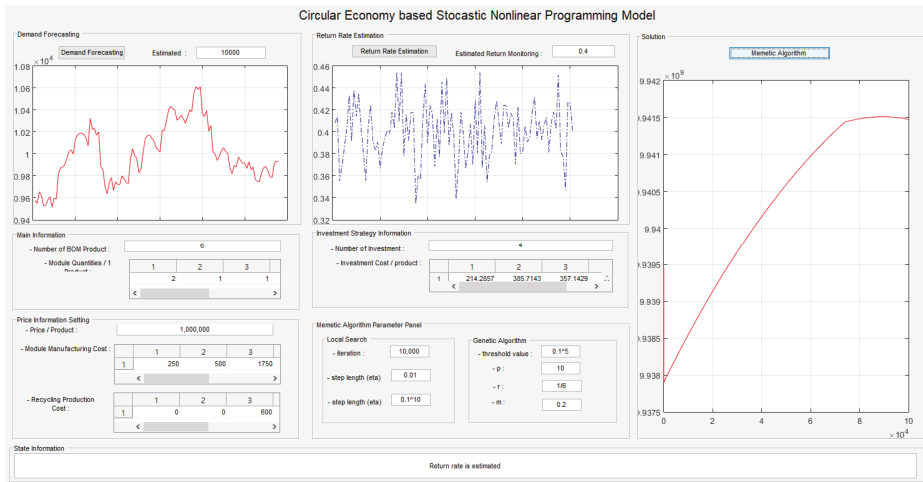 Circular Economy based Stocastic Nonlinear Programming Model
Demand Forecasting
Demand Forecasting
Estimated :
10000
× 10^4
1.08
1.06
1.04
1.02
1
0.98
0.96
0.94
Main Information
- Number of BOM Product :
6
- Module Quantities / 1
1 2 3
2 1 1
Price Information Setting
- Price / Product :
1,000,000
- Module Manufacturing Cost :
1 2 3
1 250 500 1750
- Recycling Production
Cost :
1 2 3
1 0 0 600
Return Rate Estimation
Return Rate Estimation
Estimated Return Monitoring :
0.4
0.46
0.44
0.42
0.4
0.38
0.36
0.34
0.32
Investment Strategy Information
- Number of Investment :
4
- Investment Cost / product :
1 2 3
1 214.2857 385.7143 357.1429
Memetic Algorithm Parameter Panel
Local Search
- iteration :
10,000
- step length (eta)
0.01
- step length (eta)
0.1^10
Genetic Algorithm
- threshold value :
0.1^5
- p :
10
- r :
1/6
- m :
0.2
Solution
Memetic Algorithm
× 10^9
9.942
9.9415
9.941
9.9405
9.94
9.9395
9.939
9.9385
9.938
9.9375
0 2 4 6 8 10
× 10^4
State Information
Return rate is estimated